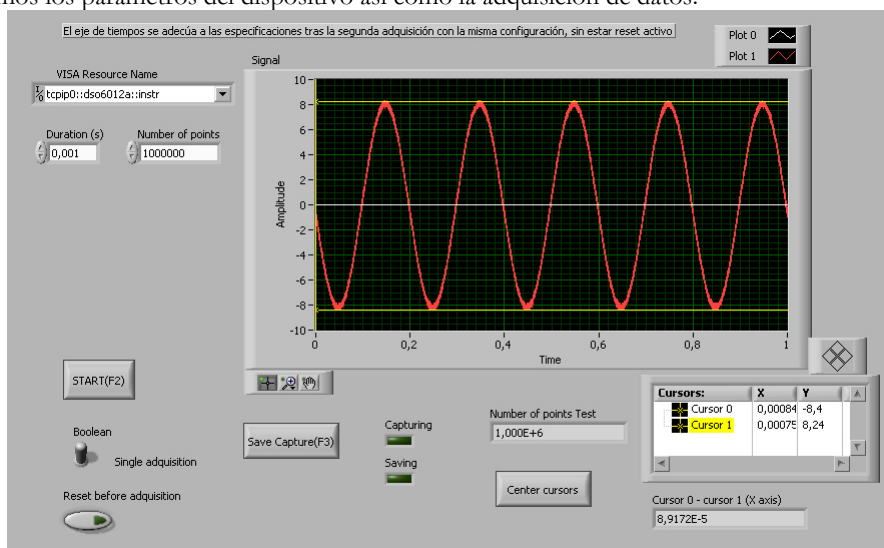 mos los parámetros del dispositivo así como la adquisición de datos.
El eje de tiempos se adecúa a las especificaciones tras la segunda adquisición con la misma configuración, sin estar reset activo
Plot 0
Plot 1
Signal
VISA Resource Name
tcpip0::dso6012a::instr
Duration (s)
Number of points
0,001
1000000
Amplitude
10
8
6
4
2
0
-2
-4
-6
-8
-10
0
0,2
0,4
0,6
0,8
1
Time
START(F2)
Boolean
Single adquisition
Reset before adquisition
Save Capture(F3)
Capturing
Saving
Number of points Test
1,000E+6
Center cursors
Cursors: X Y
Cursor 0 0,00084 -8,4
Cursor 1 0,00075 8,24
Cursor 0 - cursor 1 (X axis)
8,9172E-5